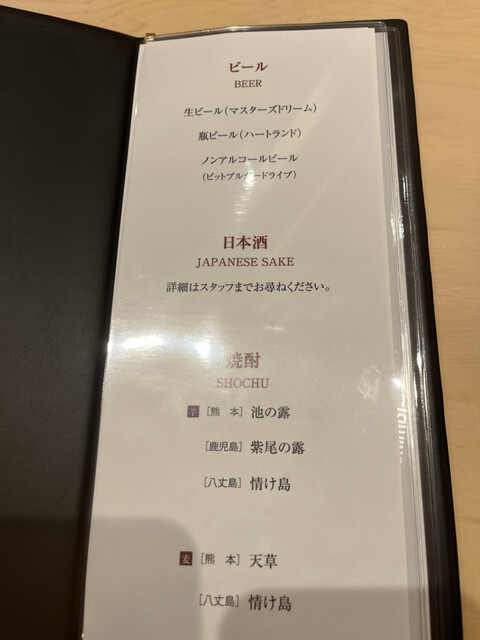 ビール
BEER
生ビール(マスターズドリーム)
瓶ビール(ハートランド)
ノンアルコールビール
日本酒
JAPANESE SAKE
詳細はスタッフまでお尋ねください。
焼酎
SHOCHU
芋 [熊 本] 池の露
[鹿児島] 紫尾の露
[八丈島] 情け島
麦 [熊 本] 天草
[八丈島] 情け島